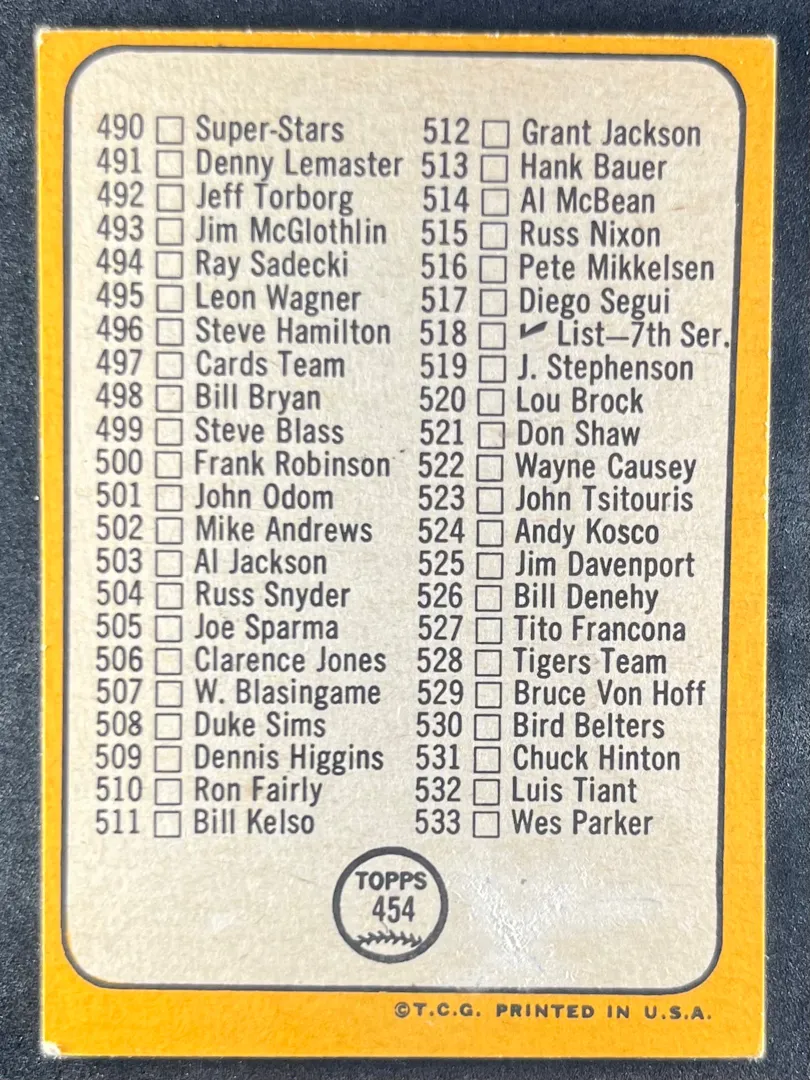 490 Super-Stars
491 Denny Lemaster
492 Jeff Torborg
493 Jim McGlothlin
494 Ray Sadecki
495 Leon Wagner
496 Steve Hamilton
497 Cards Team
498 Bill Bryan
499 Steve Blass
500 Frank Robinson
501 John Odom
502 Mike Andrews
503 Al Jackson
504 Russ Snyder
505 Joe Sparma
506 Clarence Jones
507 W. Blasingame
508 Duke Sims
509 Dennis Higgins
510 Ron Fairly
511 Bill Kelso
512 Grant Jackson
513 Hank Bauer
514 Al McBean
515 Russ Nixon
516 Pete Mikkelsen
517 Diego Segui
518 ✔ List—7th Ser.
519 J. Stephenson
520 Lou Brock
521 Don Shaw
522 Wayne Causey
523 John Tsitouris
524 Andy Kosco
525 Jim Davenport
526 Bill Denehy
527 Tito Francona
528 Tigers Team
529 Bruce Von Hoff
530 Bird Belters
531 Chuck Hinton
532 Luis Tiant
533 Wes Parker
TOPPS
454
©T.C.G. PRINTED IN U.S.A.